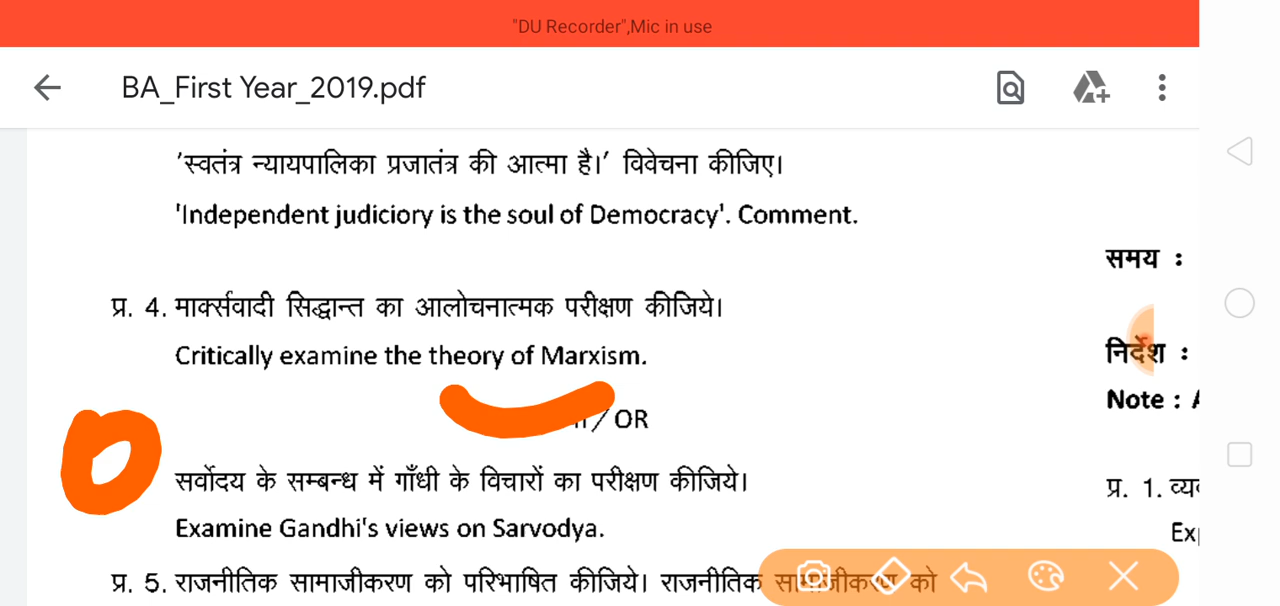 "DU Recorder",Mic in use
BA_First Year_2019.pdf
'स्वतंत्र न्यायपालिका प्रजातंत्र की आत्मा है।' विवेचना कीजिए।
'Independent judiciory is the soul of Democracy'. Comment.
प्र. 4. मार्क्सवादी सिद्धान्त का आलोचनात्मक परीक्षण कीजिये।
Critically examine the theory of Marxism.
/ OR
सर्वोदय के सम्बन्ध में गाँधी के विचारों का परीक्षण कीजिये।
Examine Gandhi's views on Sarvodya.
प्र. 5. राजनीतिक सामाजीकरण को परिभाषित कीजिये। राजनीतिक सामाजीकरण को
समय :
निर्देश :
Note :
प्र. 1.